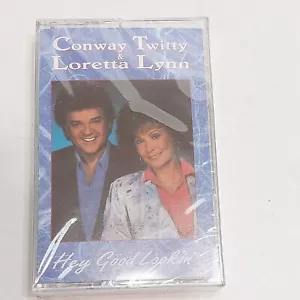 Conway Twitty
&
Loretta Lynn
Hey Good Lookin'